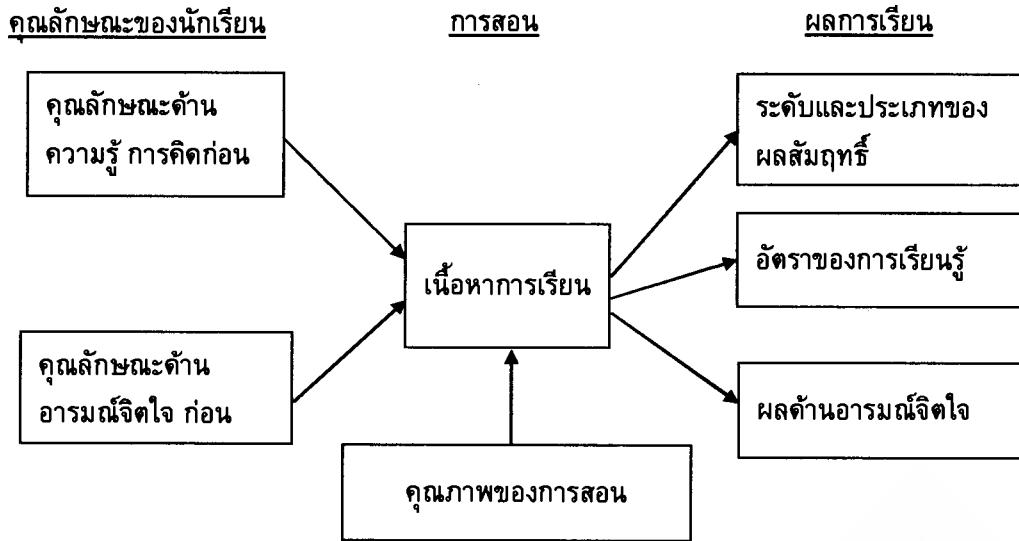 คุณลักษณะของนักเรียน
การสอน
ผลการเรียน
คุณลักษณะด้าน
ความรู้ การคิดก่อน
ระดับและประเภทของ
ผลสัมฤทธิ์
เนื้อหาการเรียน
อัตราของการเรียนรู้
คุณลักษณะด้าน
อารมณ์จิตใจ ก่อน
ผลด้านอารมณ์จิตใจ
คุณภาพของการสอน